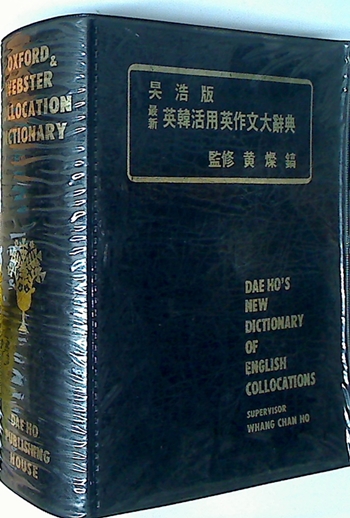 OXFORD &
WEBSTER
COLLOCATION
DICTIONARY
DAE HO
PUBLISHING
HOUSE
昊浩版
最新 英韓活用英作文大辭典
監修 黄燦鎬
DAE HO'S
NEW
DICTIONARY
OF
ENGLISH
COLLOCATIONS
SUPERVISOR
WHANG CHAN HO